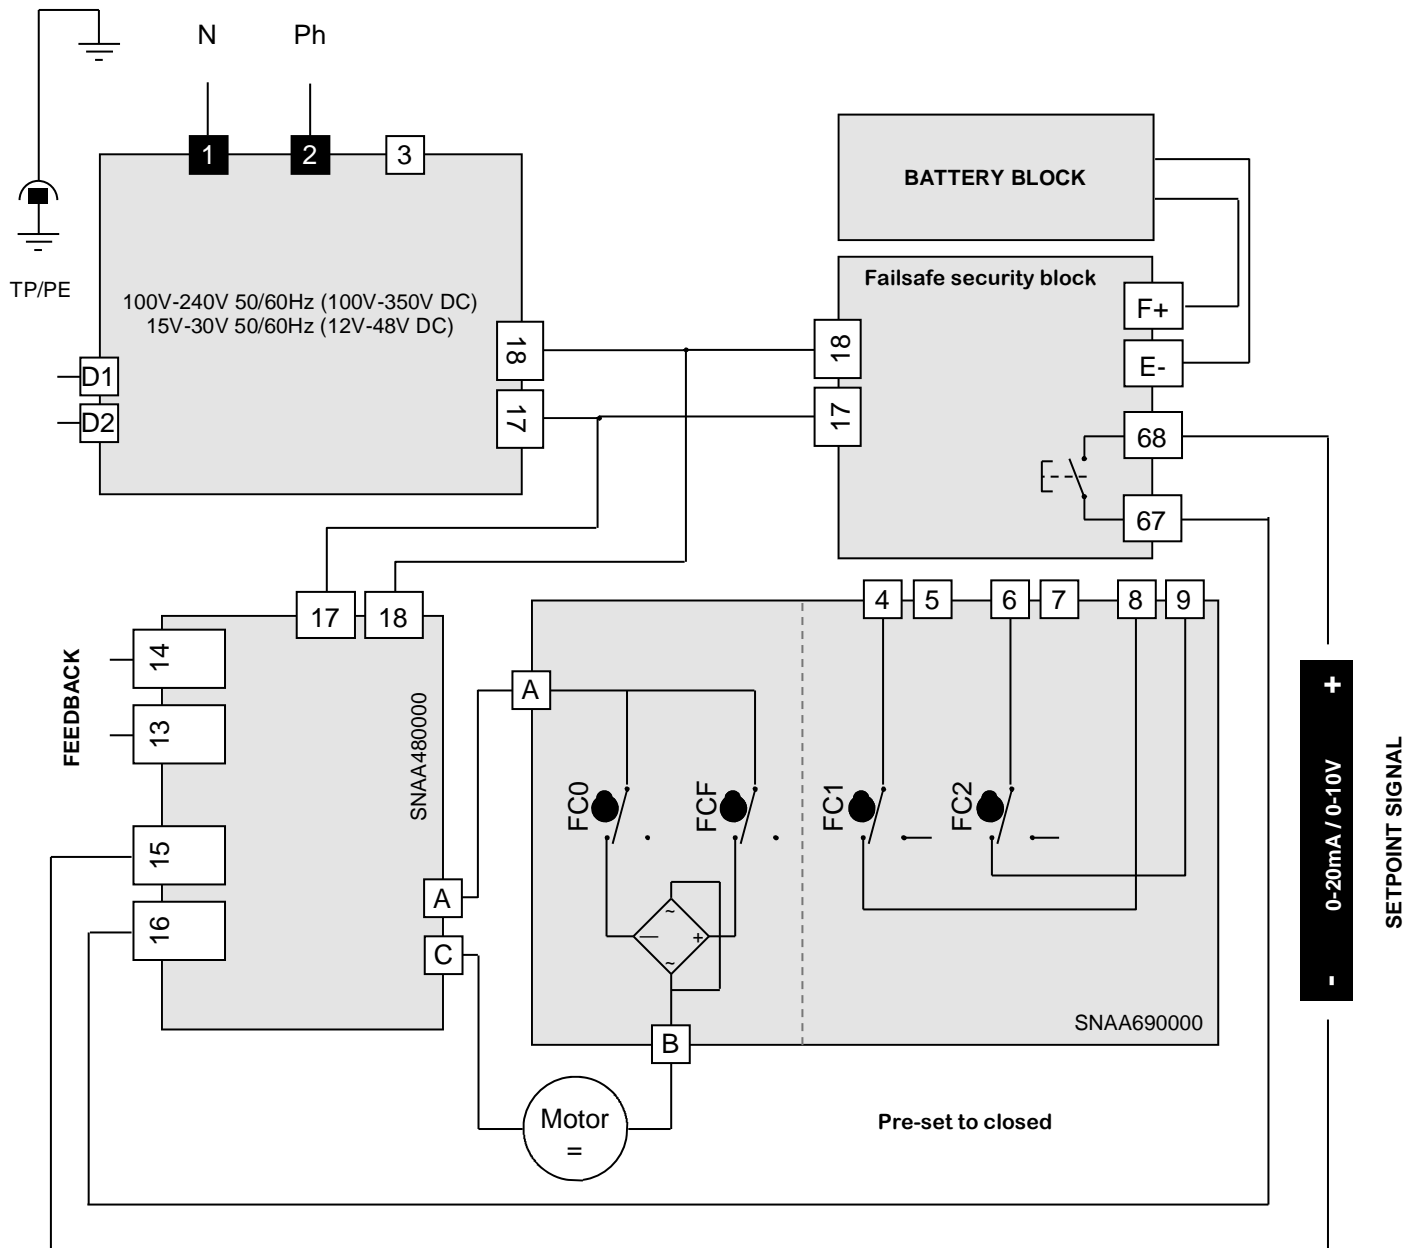 N
Ph
1
2
3
BATTERY BLOCK
Failsafe security block
TP/PE
100V-240V 50/60Hz (100V-350V DC)
15V-30V 50/60Hz (12V-48V DC)
D1
D2
18
17
18
17
F+
E-
68
67
17
18
14
13
FEEDBACK
15
16
SNAA480000
A
C
A
4
5
6
7
8
9
FC0
FCF
FC1
FC2
~
—
+
~
B
SNAA690000
Motor
=
Pre-set to closed
+
0-20mA / 0-10V
-
SETPOINT SIGNAL